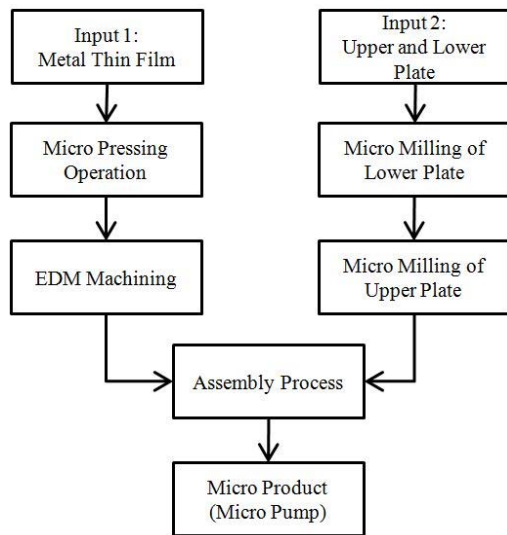 Input 1:
Metal Thin Film
Input 2:
Upper and Lower
Plate
Micro Pressing
Operation
Micro Milling of
Lower Plate
EDM Machining
Micro Milling of
Upper Plate
Assembly Process
Micro Product
(Micro Pump)